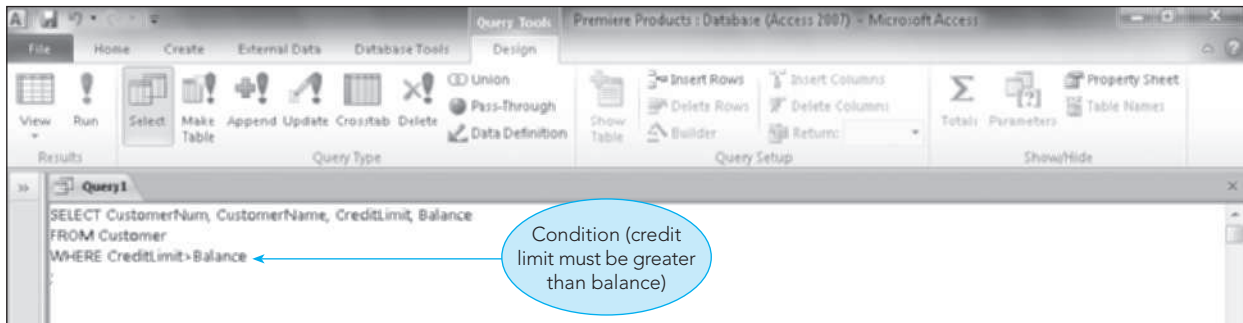 Query Tools Premiere Products : Database (Access 2007) - Microsoft Access
File Home Create External Data Database Tools Design
View Run Select Make Table Append Update Crosstab Delete
Union
Pass-Through
Data Definition
Show Table
Insert Rows
Delete Rows
Builder
Insert Columns
Delete Columns
Return:
Totals Parameters
Property Sheet
Table Names
Results Query Type Query Setup Show/Hide
Query1
SELECT CustomerNum, CustomerName, CreditLimit, Balance
FROM Customer
WHERE CreditLimit>Balance
;
Condition (credit
limit must be greater
than balance)